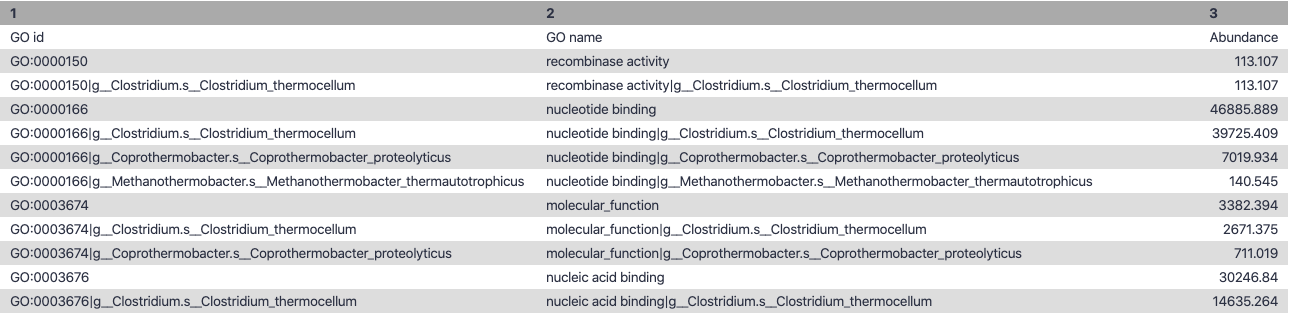 1 2 3
GO id GO name Abundance
GO:0000150 recombinase activity 113.107
GO:0000150|g__Clostridium.s__Clostridium_thermocellum recombinase activity|g__Clostridium.s__Clostridium_thermocellum 113.107
GO:0000166 nucleotide binding 46885.889
GO:0000166|g__Clostridium.s__Clostridium_thermocellum nucleotide binding|g__Clostridium.s__Clostridium_thermocellum 39725.409
GO:0000166|g__Coprothermobacter.s__Coprothermobacter_proteolyticus nucleotide binding|g__Coprothermobacter.s__Coprothermobacter_proteolyticus 7019.934
GO:0000166|g__Methanothermobacter.s__Methanothermobacter_thermautotrophicus nucleotide binding|g__Methanothermobacter.s__Methanothermobacter_thermautotrophicus 140.545
GO:0003674 molecular_function 3382.394
GO:0003674|g__Clostridium.s__Clostridium_thermocellum molecular_function|g__Clostridium.s__Clostridium_thermocellum 2671.375
GO:0003674|g__Coprothermobacter.s__Coprothermobacter_proteolyticus molecular_function|g__Coprothermobacter.s__Coprothermobacter_proteolyticus 711.019
GO:0003676 nucleic acid binding 30246.84
GO:0003676|g__Clostridium.s__Clostridium_thermocellum nucleic acid binding|g__Clostridium.s__Clostridium_thermocellum 14635.264